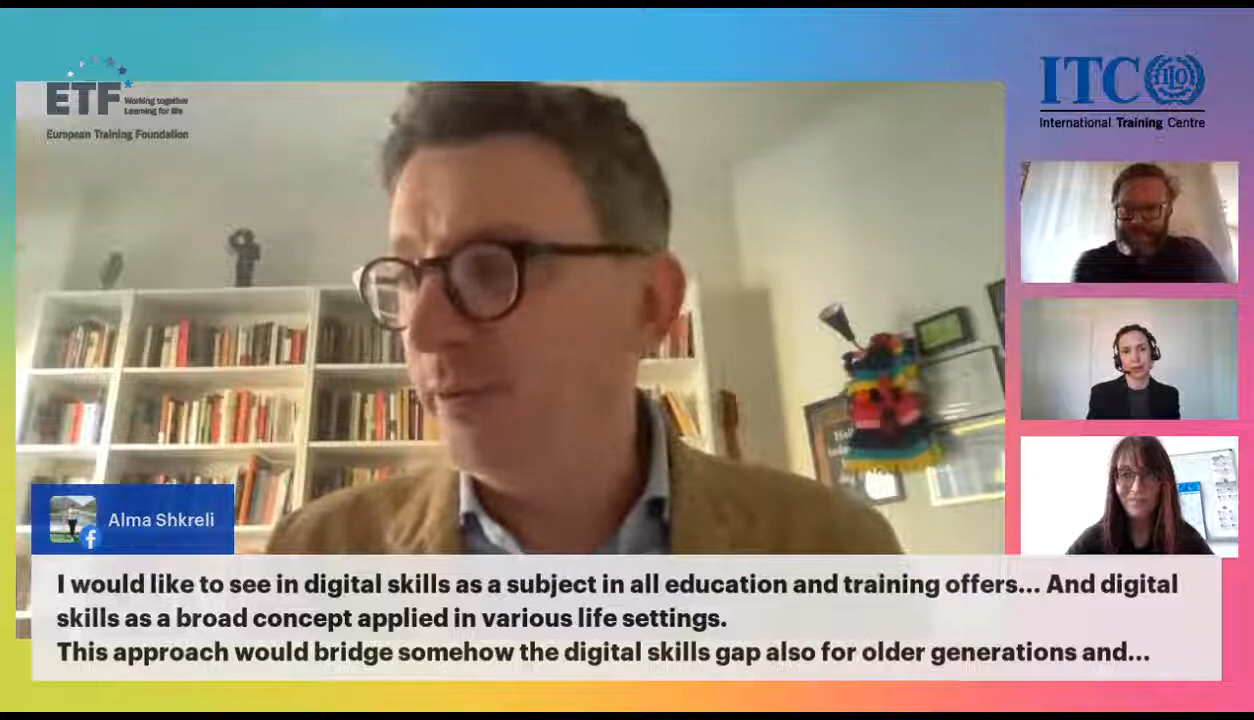 ETF
Working together
Learning for life
European Training Foundation
ITC
ILO
International Training Centre
Alma Shkreli
I would like to see in digital skills as a subject in all education and training offers... And digital
skills as a broad concept applied in various life settings.
This approach would bridge somehow the digital skills gap also for older generations and...